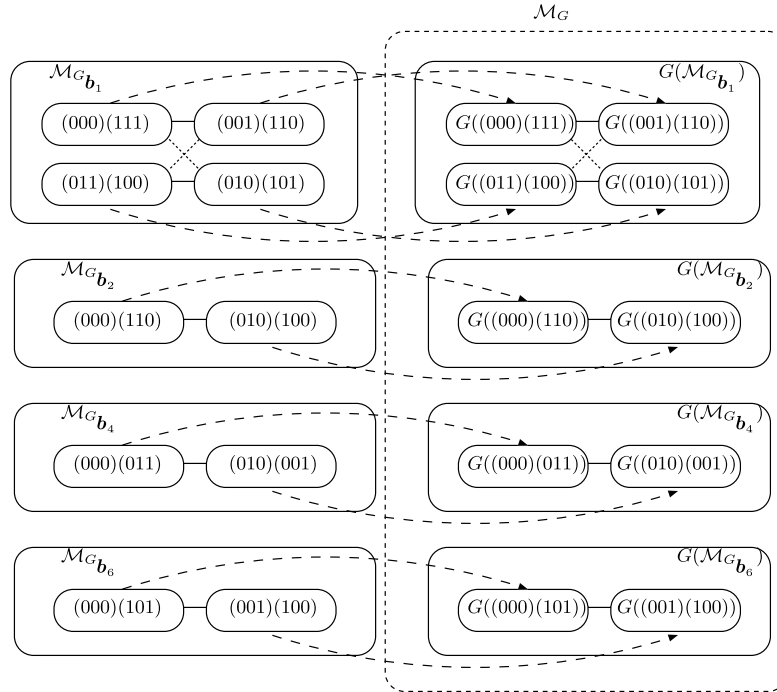 𝓜_G
𝓜_{G_{𝒃_1}} G(𝓜_{G_{𝒃_1}})
(000)(111) (001)(110) G((000)(111)) G((001)(110))
(011)(100) (010)(101) G((011)(100)) G((010)(101))
𝓜_{G_{𝒃_2}} G(𝓜_{G_{𝒃_2}})
(000)(110) (010)(100) G((000)(110)) G((010)(100))
𝓜_{G_{𝒃_4}} G(𝓜_{G_{𝒃_4}})
(000)(011) (010)(001) G((000)(011)) G((010)(001))
𝓜_{G_{𝒃_6}} G(𝓜_{G_{𝒃_6}})
(000)(101) (001)(100) G((000)(101)) G((001)(100))